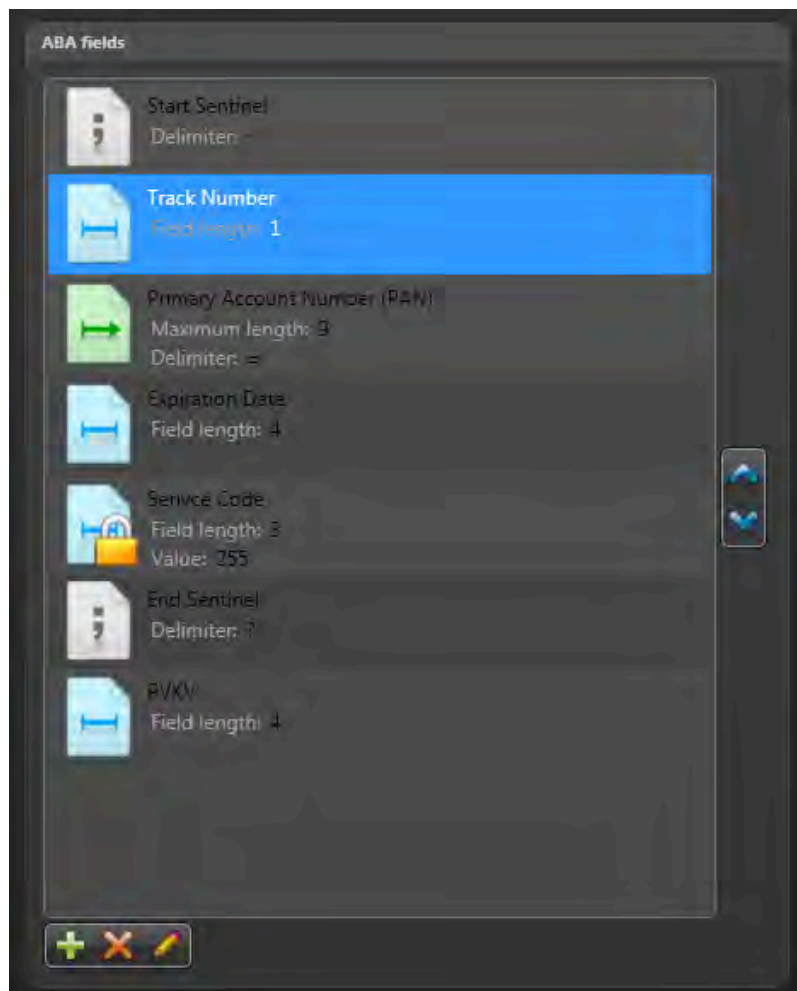 ABA fields
Start Sentinel
Delimiter:
Track Number
Field length: 1
Primary Account Number (PAN)
Maximum length: 9
Delimiter: =
Expiration Date
Field length: 4
Service Code
Field length: 3
Value: 255
End Sentinel
Delimiter: ?
PVKV
Field length: 4